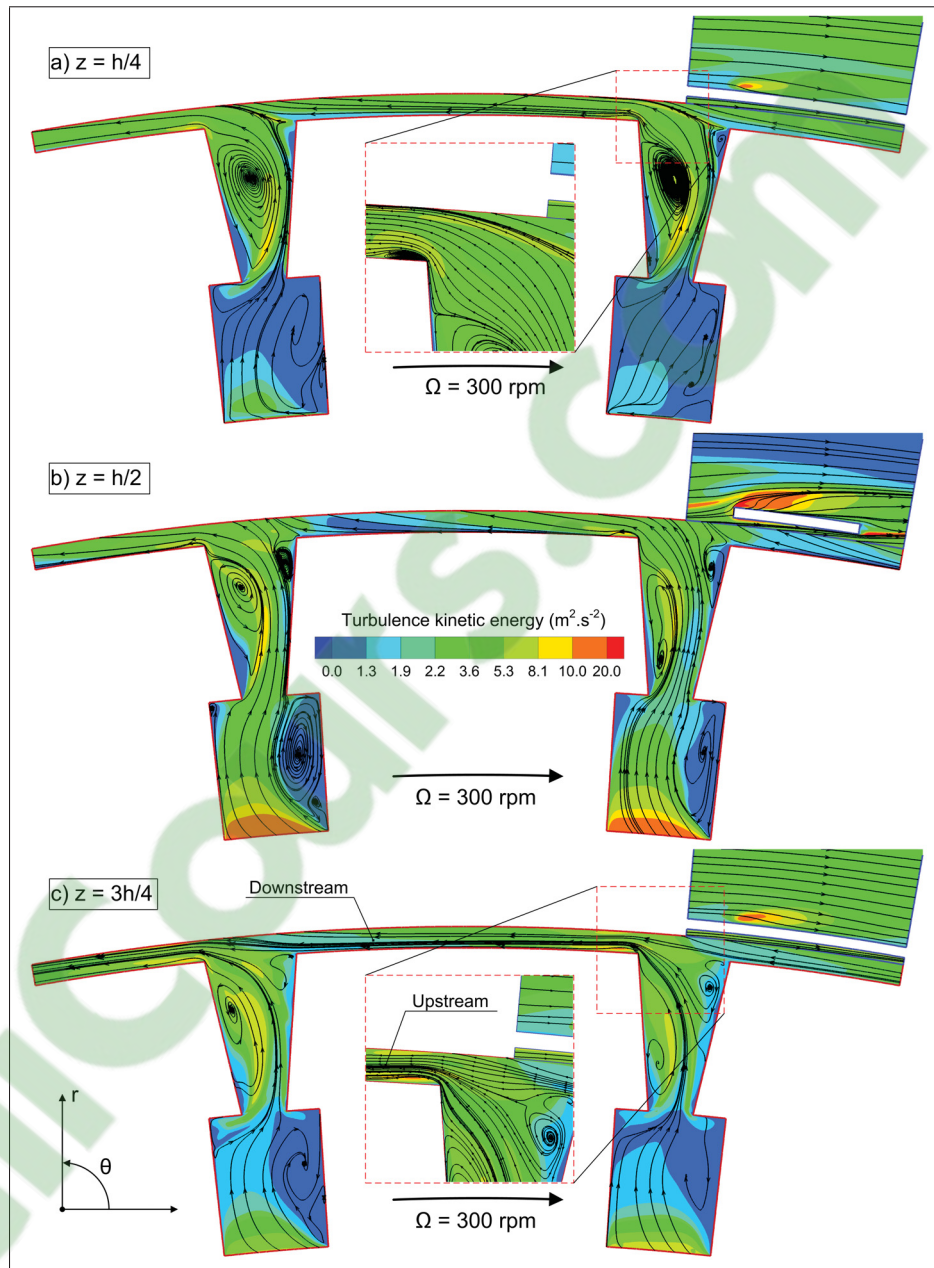 a) z = h/4
Ω = 300 rpm
b) z = h/2
Turbulence kinetic energy (m².s⁻²)
0.0 1.3 1.9 2.2 3.6 5.3 8.1 10.0 20.0
Ω = 300 rpm
c) z = 3h/4
Downstream
Upstream
r
θ
Ω = 300 rpm